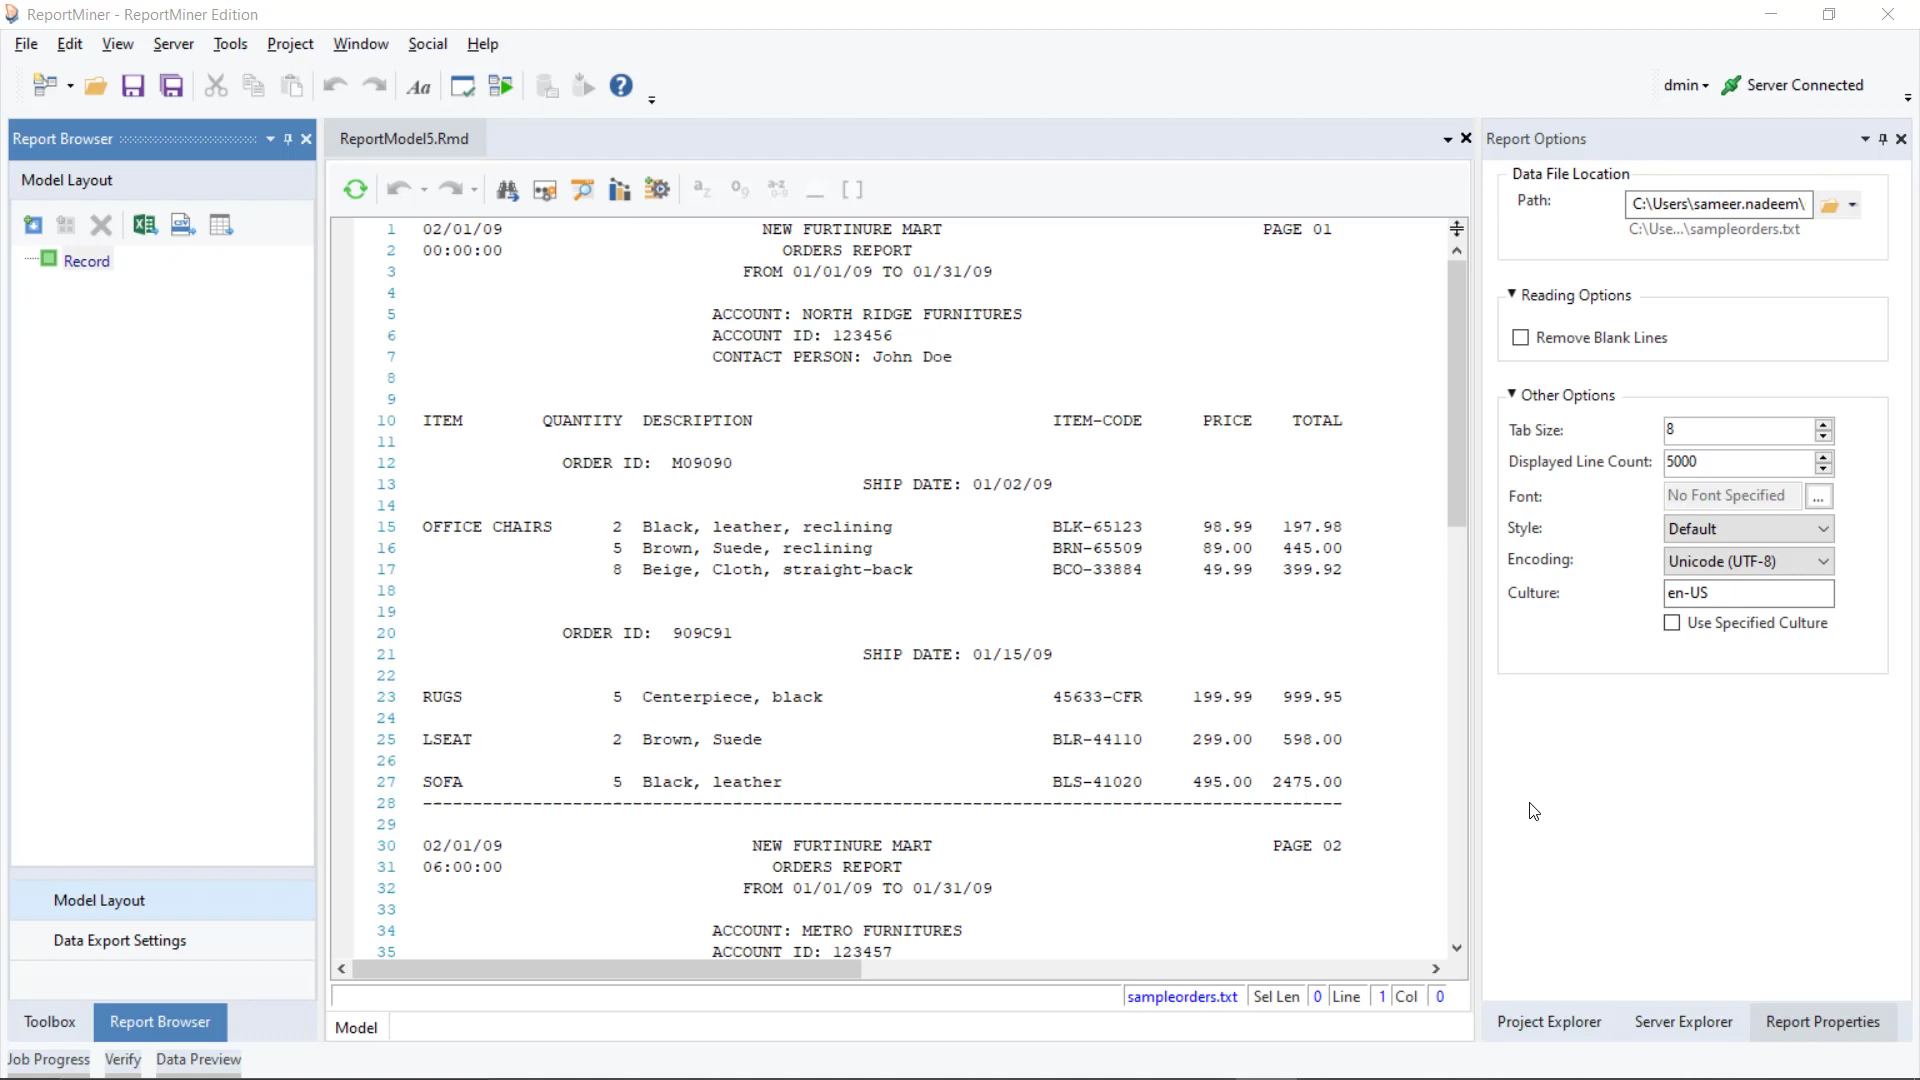 ReportMiner - ReportMiner Edition
File Edit View Server Tools Project Window Social Help
Aa ? dmin Server Connected
Report Browser
Model Layout
Record
Model Layout
Data Export Settings
Toolbox Report Browser
Job Progress Verify Data Preview
ReportModel5.Rmd
1 02/01/09 NEW FURTINURE MART PAGE 01
2 00:00:00 ORDERS REPORT
3 FROM 01/01/09 TO 01/31/09
4
5 ACCOUNT: NORTH RIDGE FURNITURES
6 ACCOUNT ID: 123456
7 CONTACT PERSON: John Doe
8
9
10 ITEM QUANTITY DESCRIPTION ITEM-CODE PRICE TOTAL
11
12 ORDER ID: M09090
13 SHIP DATE: 01/02/09
14
15 OFFICE CHAIRS 2 Black, leather, reclining BLK-65123 98.99 197.98
16 5 Brown, Suede, reclining BRN-65509 89.00 445.00
17 8 Beige, Cloth, straight-back BCO-33884 49.99 399.92
18
19
20 ORDER ID: 909C91
21 SHIP DATE: 01/15/09
22
23 RUGS 5 Centerpiece, black 45633-CFR 199.99 999.95
24
25 LSEAT 2 Brown, Suede BLR-44110 299.00 598.00
26
27 SOFA 5 Black, leather BLS-41020 495.00 2475.00
28 --------------------------------------------------------------------------------------------
29
30 02/01/09 NEW FURTINURE MART PAGE 02
31 06:00:00 ORDERS REPORT
32 FROM 01/01/09 TO 01/31/09
33
34 ACCOUNT: METRO FURNITURES
35 ACCOUNT ID: 123457
sampleorders.txt Sel Len 0 Line 1 Col 0
Model
Report Options
Data File Location
Path: C:\Users\sameer.nadeem\
C:\Use...\sampleorders.txt
Reading Options
Remove Blank Lines
Other Options
Tab Size: 8
Displayed Line Count: 5000
Font: No Font Specified ...
Style: Default
Encoding: Unicode (UTF-8)
Culture: en-US
Use Specified Culture
Project Explorer Server Explorer Report Properties